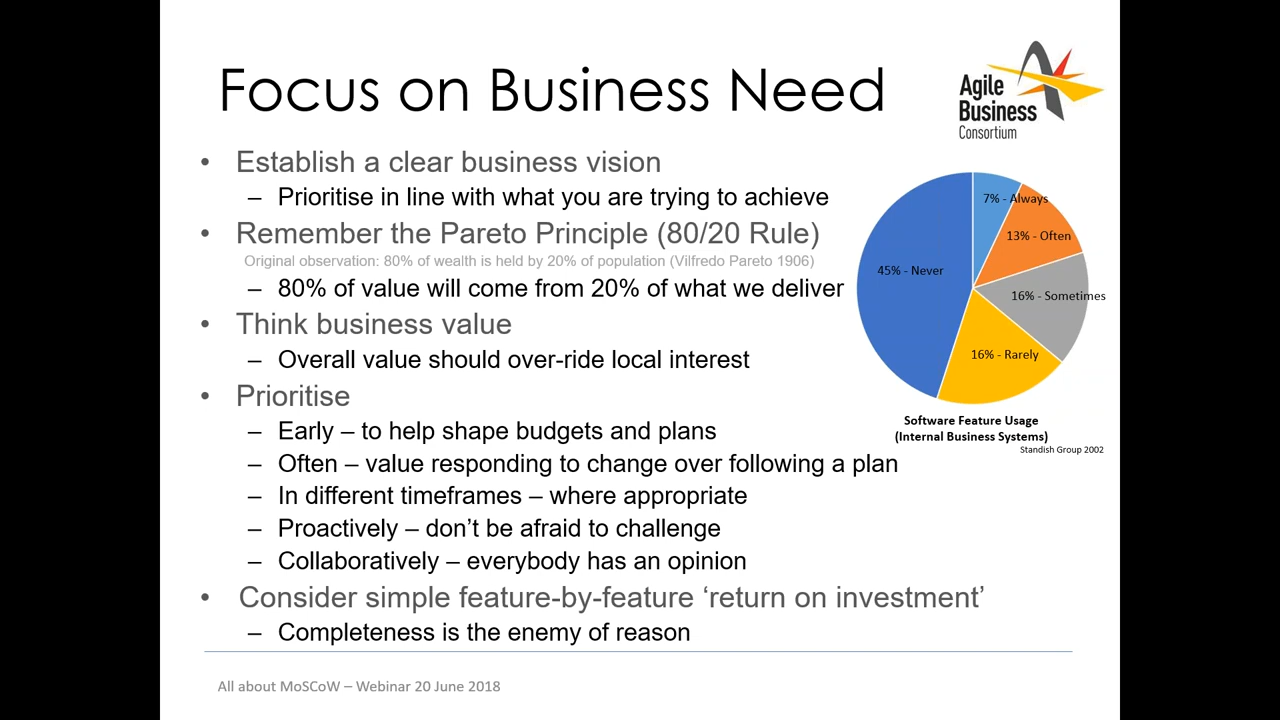 Focus on Business Need
Agile
Business
Consortium
• Establish a clear business vision
– Prioritise in line with what you are trying to achieve
• Remember the Pareto Principle (80/20 Rule)
Original observation: 80% of wealth is held by 20% of population (Vilfredo Pareto 1906)
– 80% of value will come from 20% of what we deliver
• Think business value
– Overall value should over-ride local interest
• Prioritise
– Early – to help shape budgets and plans
– Often – value responding to change over following a plan
– In different timeframes – where appropriate
– Proactively – don’t be afraid to challenge
– Collaboratively – everybody has an opinion
• Consider simple feature-by-feature ‘return on investment’
– Completeness is the enemy of reason
7% - Always
13% - Often
45% - Never
16% - Sometimes
16% - Rarely
Software Feature Usage
(Internal Business Systems)
Standish Group 2002
All about MoSCoW – Webinar 20 June 2018